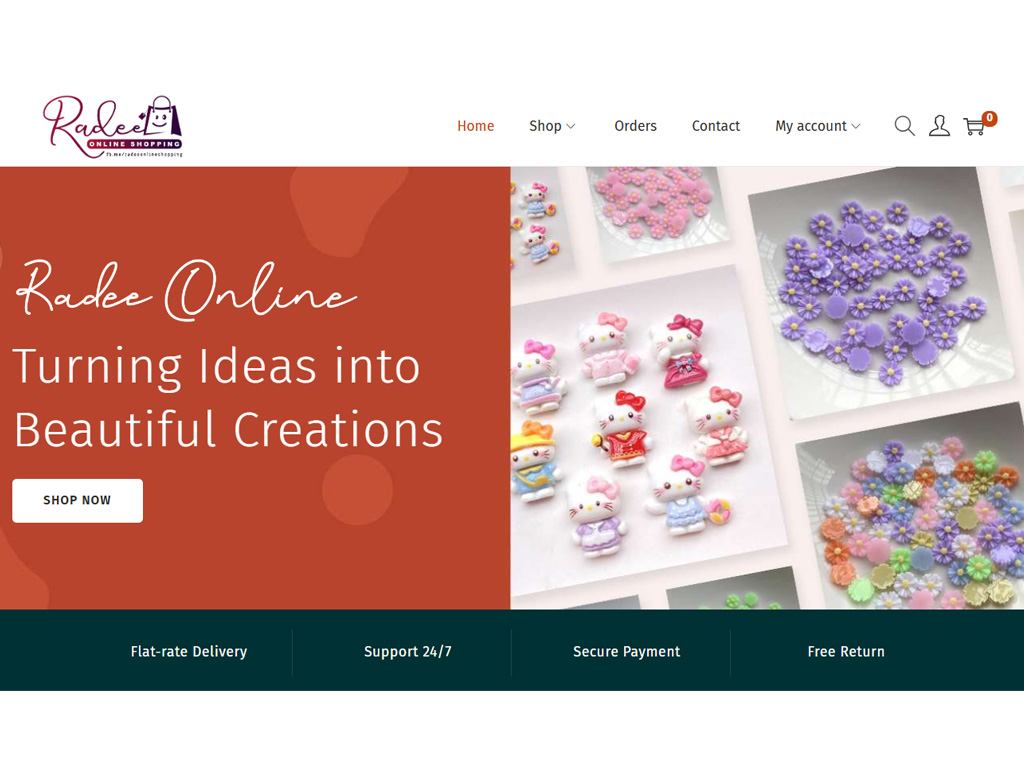 Radee
ONLINE SHOPPING
fb.me/radeeonlineshopping
Home
Shop
Orders
Contact
My account
0
Radee Online
Turning Ideas into
Beautiful Creations
SHOP NOW
Flat-rate Delivery
Support 24/7
Secure Payment
Free Return